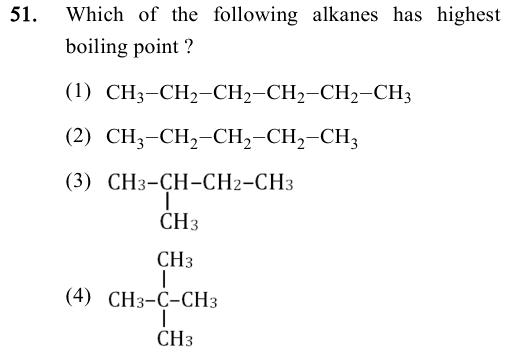 51. Which of the following alkanes has highest
boiling point ?
(1) CH₃–CH₂–CH₂–CH₂–CH₂–CH₃
(2) CH₃–CH₂–CH₂–CH₂–CH₃
(3) CH₃–CH–CH₂–CH₃
|
CH₃
CH₃
|
(4) CH₃–C–CH₃
|
CH₃